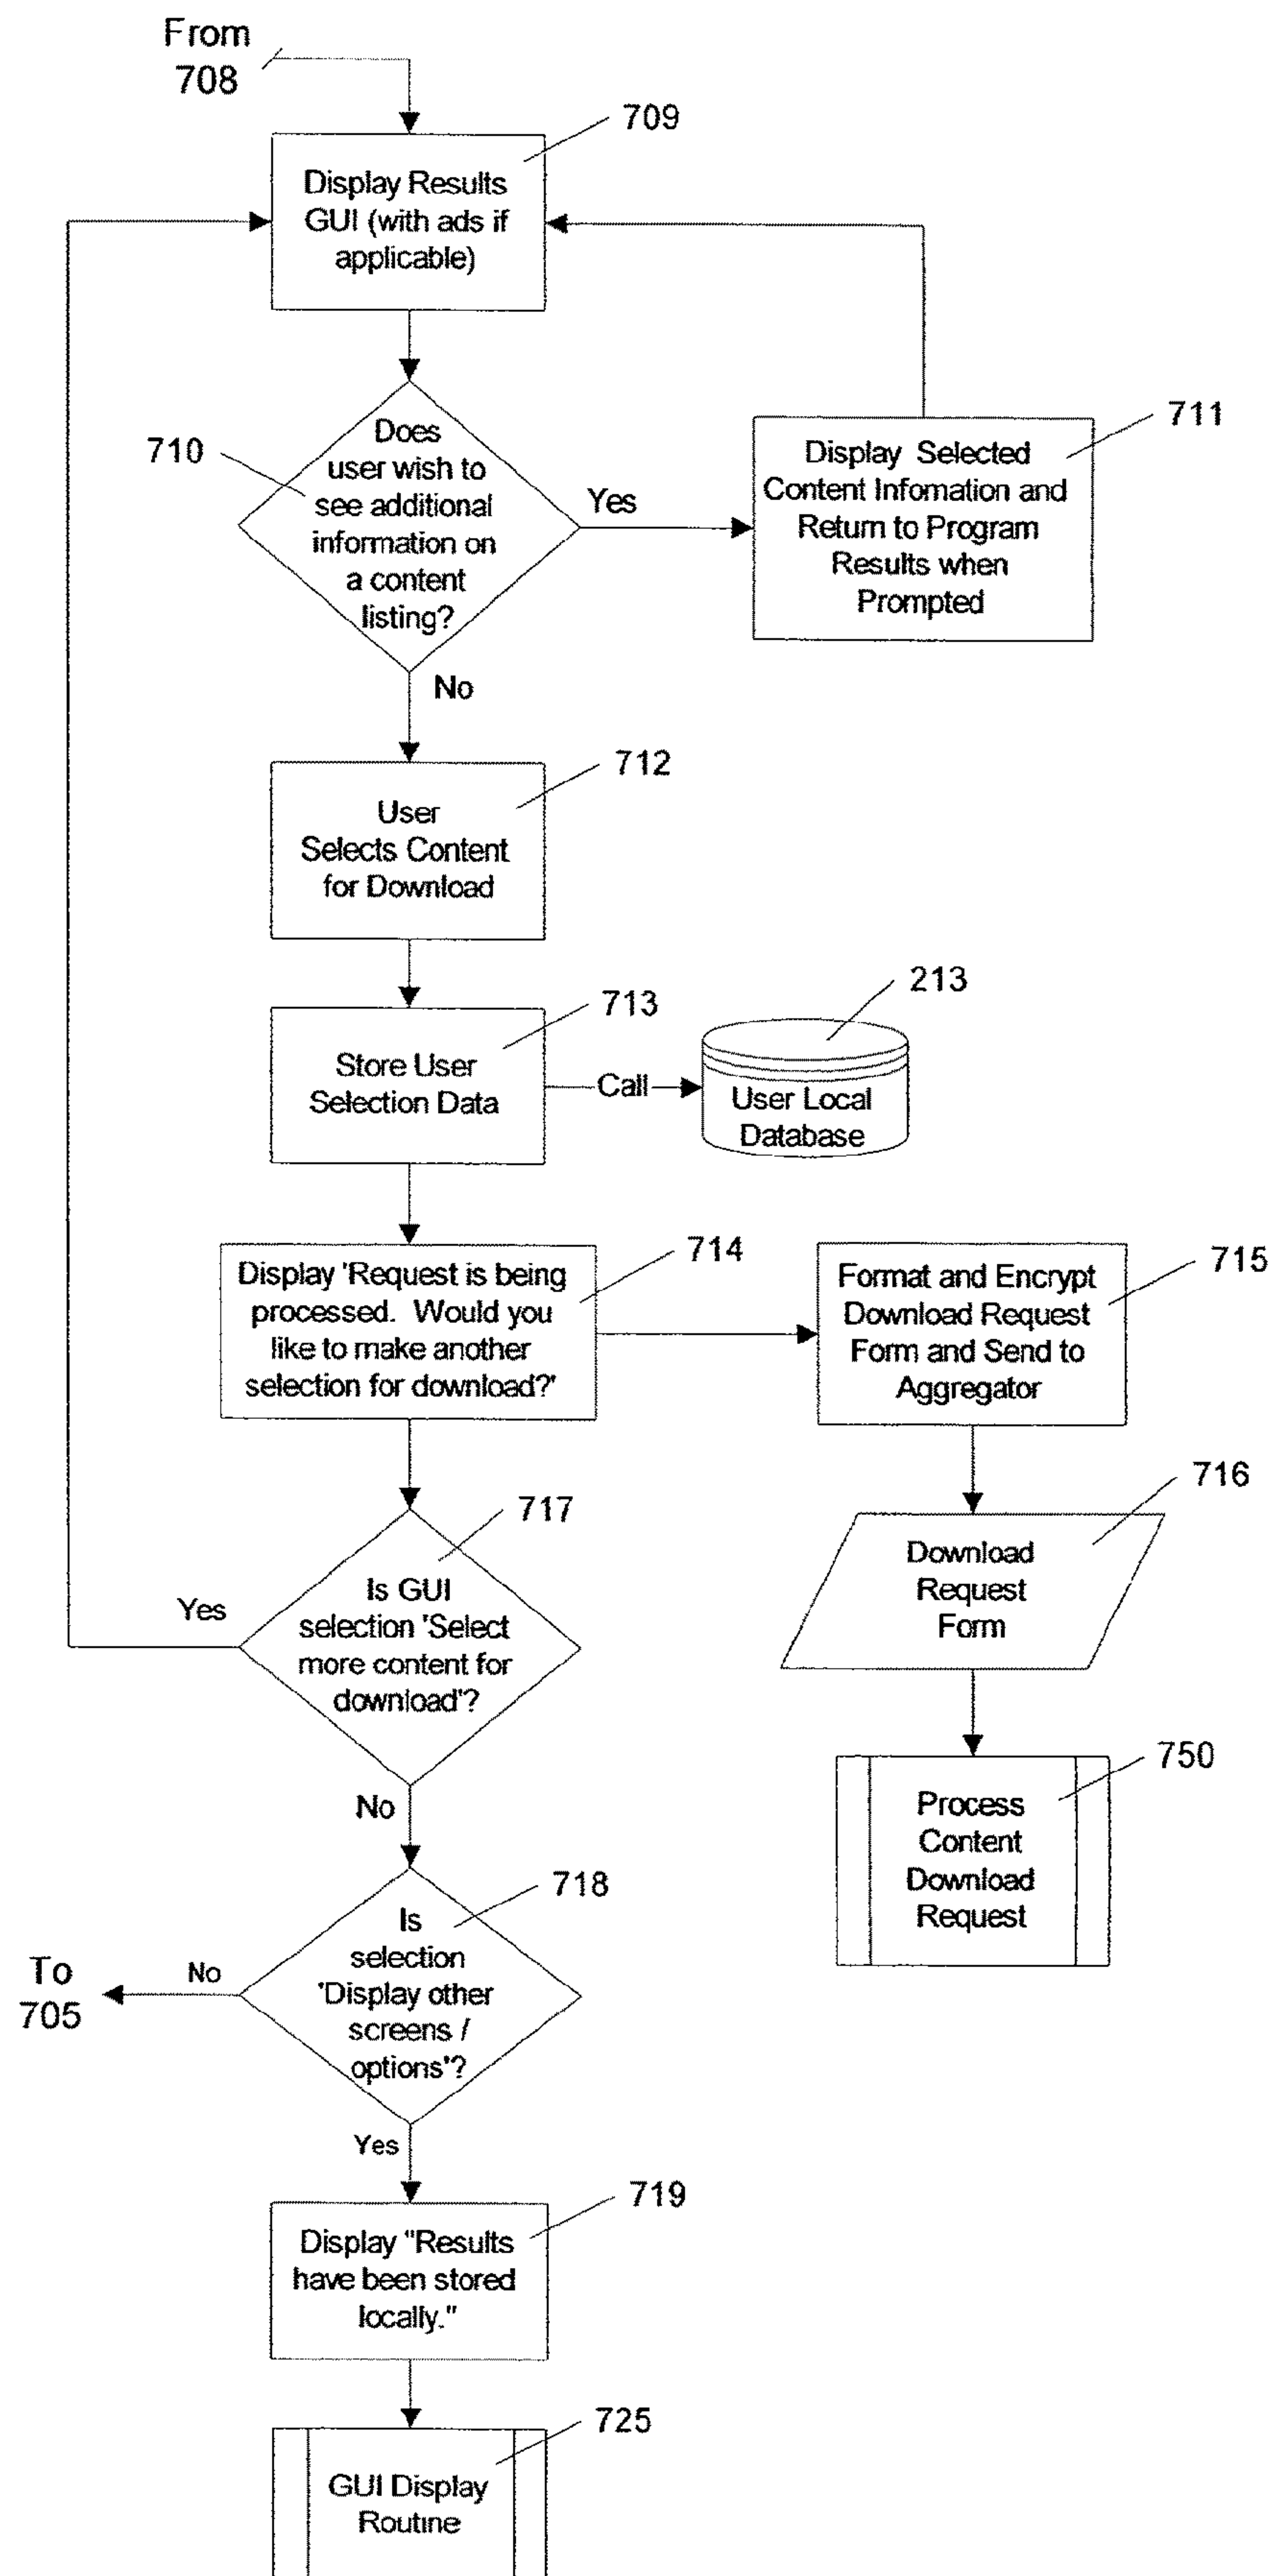 From
708
709
Display Results
GUI (with ads if
applicable)
710
Does
user wish to
see additional
information on
a content
listing?
Yes
711
Display Selected
Content Infomation and
Return to Program
Results when
Prompted
No
712
User
Selects Content
for Download
713
Store User
Selection Data
Call
213
User Local
Database
714
Display 'Request is being
processed. Would you
like to make another
selection for download?'
715
Format and Encrypt
Download Request
Form and Send to
Aggregator
716
Download
Request
Form
717
Is GUI
selection 'Select
more content for
download'?
Yes
No
750
Process
Content
Download
Request
718
Is
selection
'Display other
screens /
options'?
No
To
705
Yes
719
Display "Results
have been stored
locally."
725
GUI Display
Routine